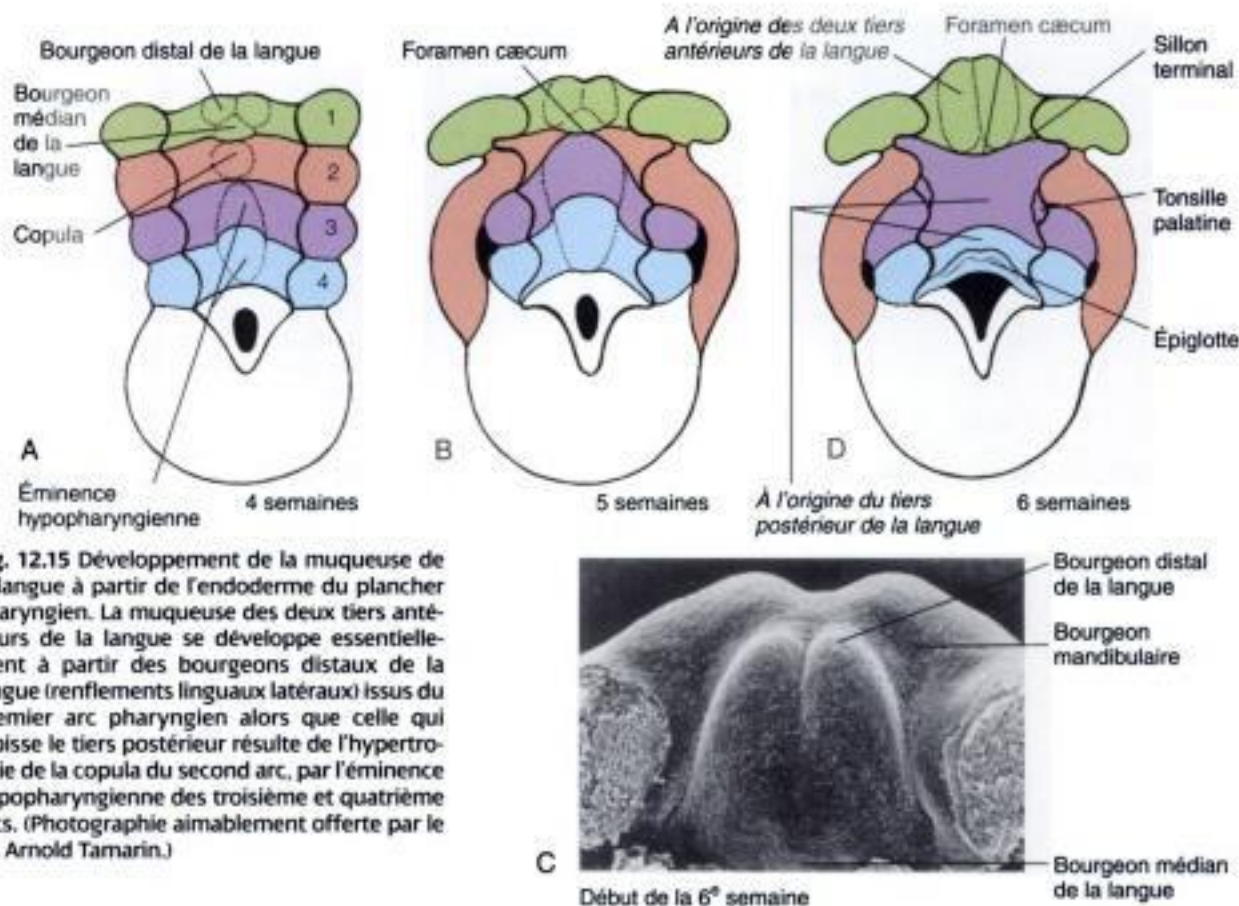 Bourgeon distal de la langue
Bourgeon
médian
de la
langue
Copula
1
2
3
4
A
Éminence
hypopharyngienne
4 semaines
Foramen cæcum
B
5 semaines
A l'origine des deux tiers
antérieurs de la langue
Foramen cæcum
Sillon
terminal
Tonsille
palatine
Épiglotte
D
À l'origine du tiers
postérieur de la langue
6 semaines
g. 12.15 Développement de la muqueuse de
langue à partir de l'endoderme du plancher
aryngien. La muqueuse des deux tiers anté-
urs de la langue se développe essentielle-
ent à partir des bourgeons distaux de la
ngue (renflements linguaux latéraux) issus du
emier arc pharyngien alors que celle qui
pisse le tiers postérieur résulte de l'hypertro-
ie de la copula du second arc, par l'éminence
popharyngienne des troisième et quatrième
cs. (Photographie aimablement offerte par le
Arnold Tamarin.)
Bourgeon distal
de la langue
Bourgeon
mandibulaire
Bourgeon médian
de la langue
C
Début de la 6e semaine